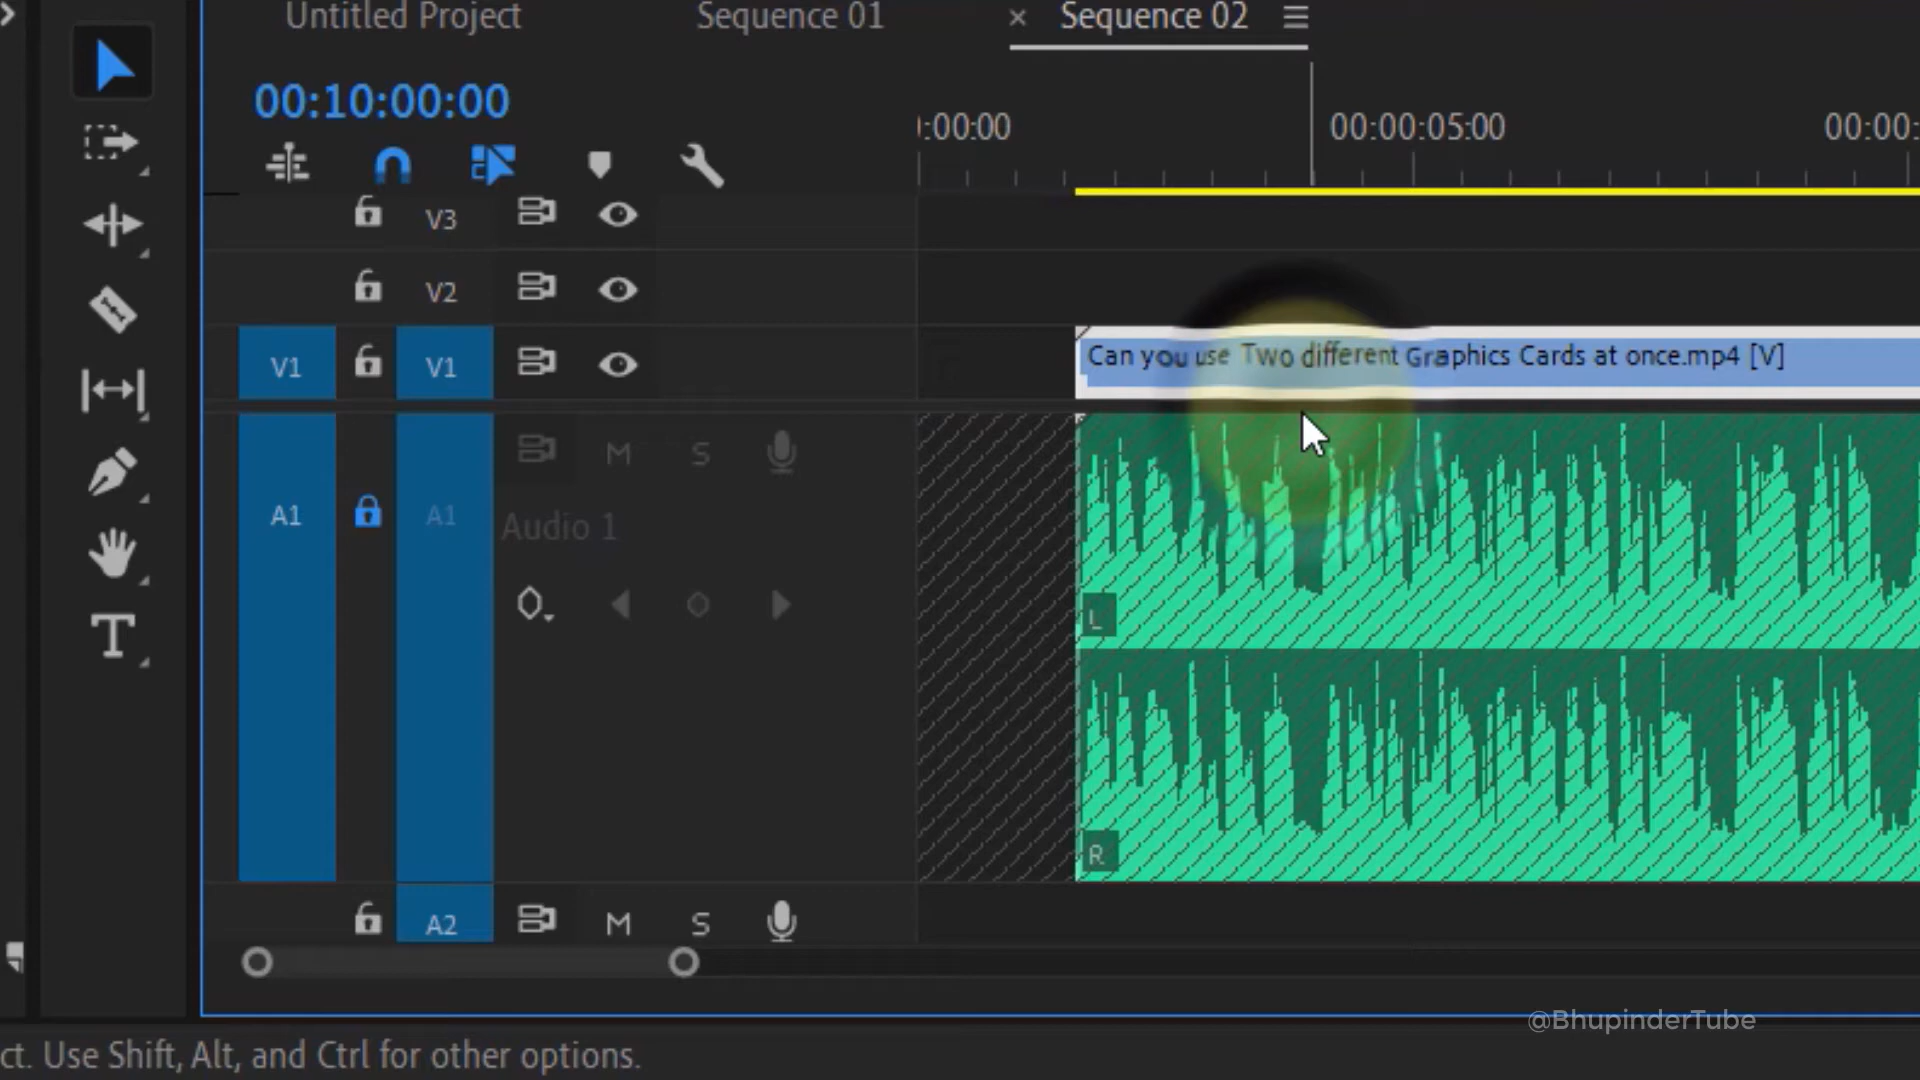 Untitled Project Sequence 01 × Sequence 02
00:10:00:00
:00:00 00:00:05:00 00:00:
V3
V2
V1 V1
Can you use Two different Graphics Cards at once.mp4 [V]
M S
A1 A1
Audio 1
L
R
A2 M S
@BhupinderTube
ct. Use Shift, Alt, and Ctrl for other options.